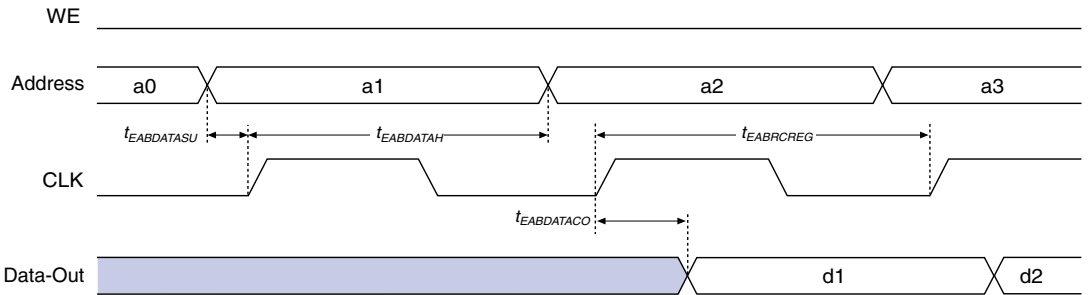 WE
Address a0 a1 a2 a3
tEABDATASU tEABDATAH tEABRCREG
CLK
tEABDATACO
Data-Out d1 d2